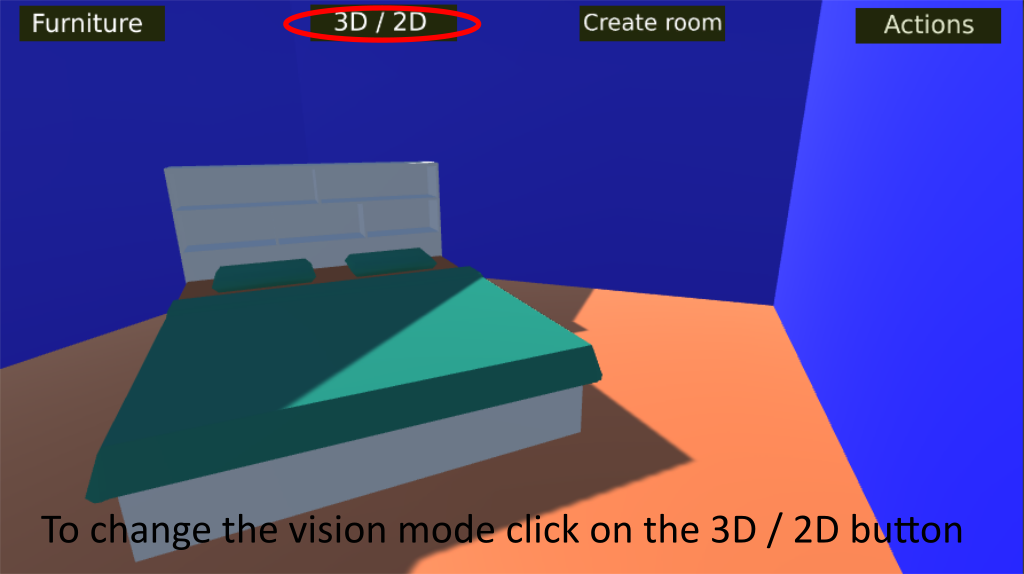 Furniture
3D / 2D
Create room
Actions
To change the vision mode click on the 3D / 2D button